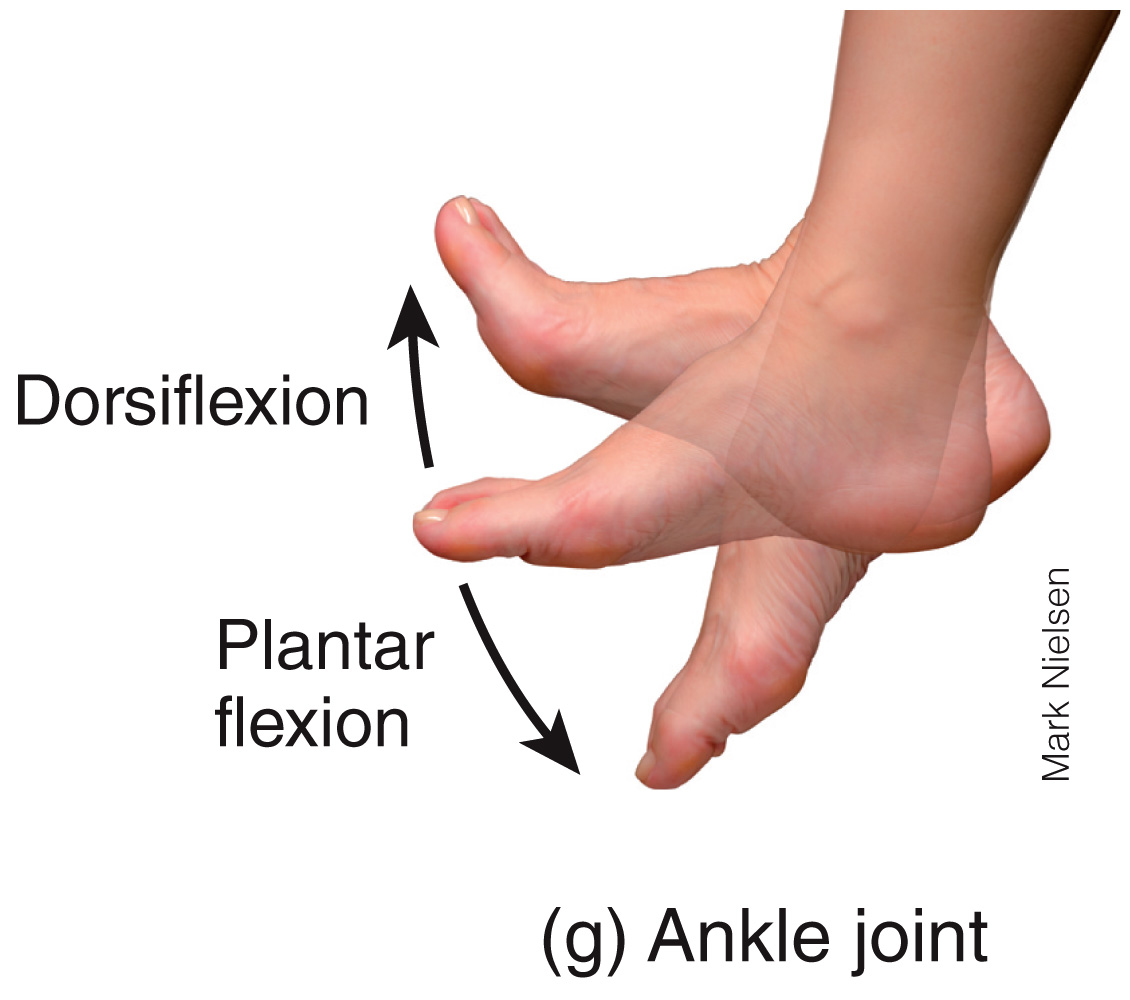 Dorsiflexion
Plantar
flexion
Mark Nielsen
(g) Ankle joint